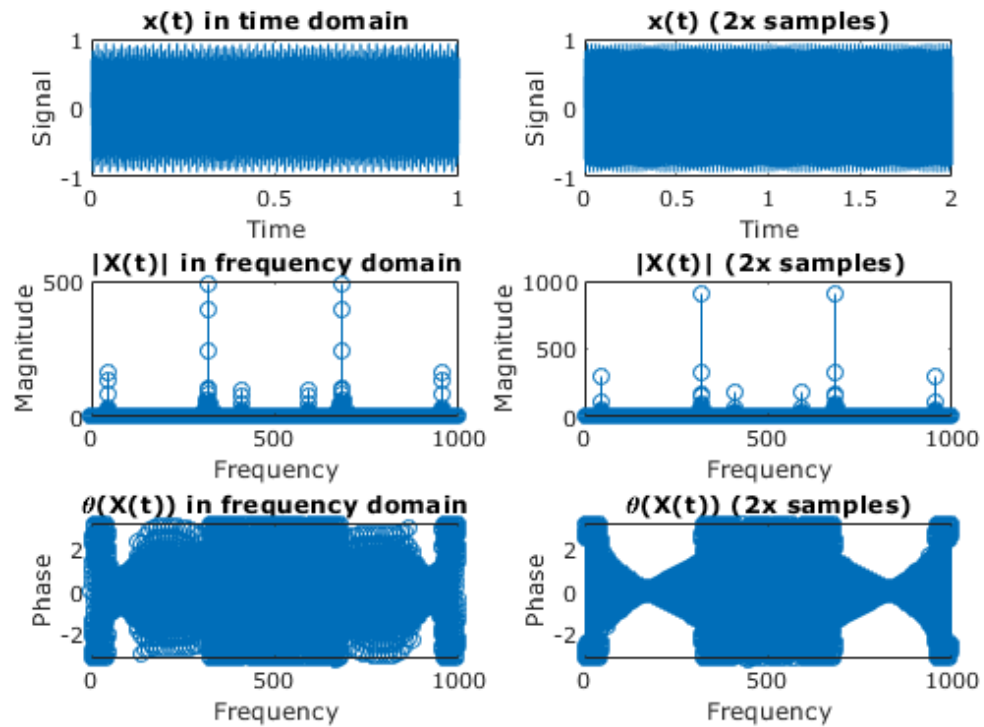 x(t) in time domain
1
0
-1
Signal
0 0.5 1
Time
x(t) (2x samples)
1
0
-1
Signal
0 0.5 1 1.5 2
Time
|X(t)| in frequency domain
500
0
Magnitude
0 500 1000
Frequency
|X(t)| (2x samples)
1000
500
0
Magnitude
0 500 1000
Frequency
θ(X(t)) in frequency domain
2
0
-2
Phase
0 500 1000
Frequency
θ(X(t)) (2x samples)
2
0
-2
Phase
0 500 1000
Frequency